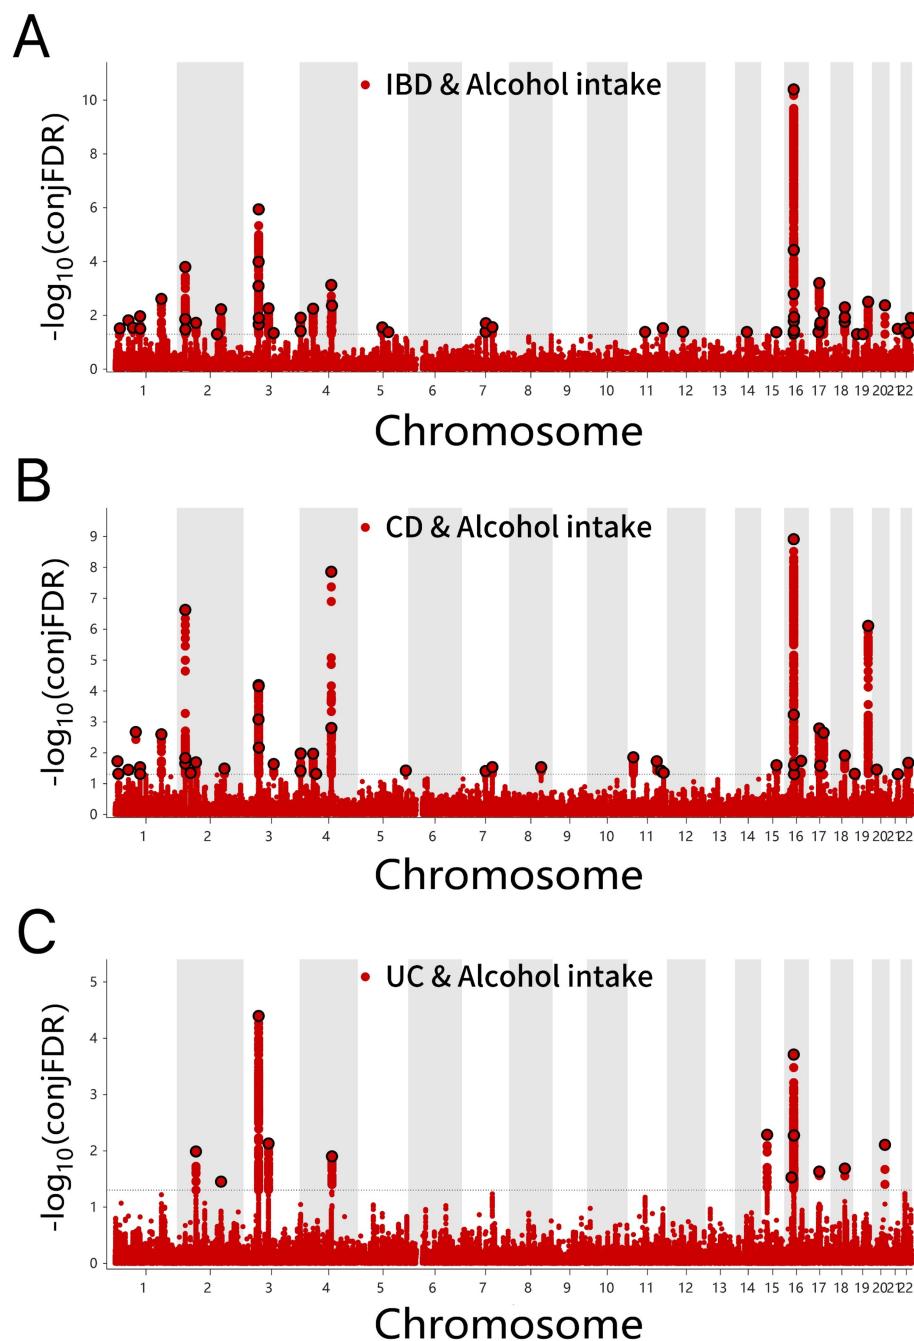 A
IBD & Alcohol intake
-log10(conjFDR)
10
8
6
4
2
0
1 2 3 4 5 6 7 8 9 10 11 12 13 14 15 16 17 18 19 20 21 22
Chromosome
B
CD & Alcohol intake
-log10(conjFDR)
9
8
7
6
5
4
3
2
1
0
1 2 3 4 5 6 7 8 9 10 11 12 13 14 15 16 17 18 19 20 21 22
Chromosome
C
UC & Alcohol intake
-log10(conjFDR)
5
4
3
2
1
0
1 2 3 4 5 6 7 8 9 10 11 12 13 14 15 16 17 18 19 20 21 22
Chromosome